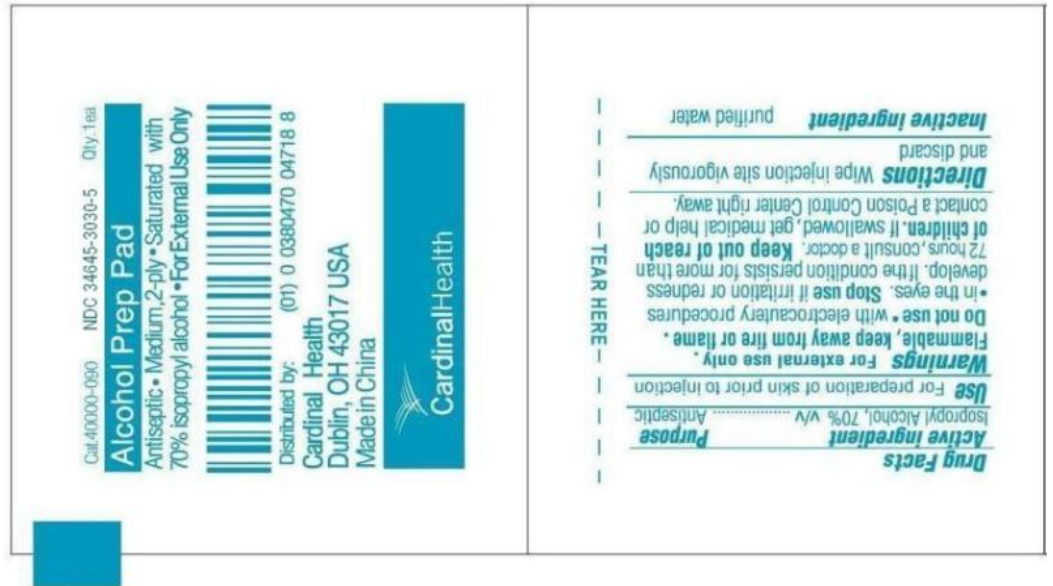 Cat.40000-090 NDC 34645-3030-5 Qty.1ea
Alcohol Prep Pad
Antiseptic • Medium,2-ply • Saturated with
70% isopropyl alcohol • For External Use Only
(01) 0 0380470 04718 8
Distributed by:
Cardinal Health
Dublin, OH 43017 USA
Made in China
CardinalHealth
TEAR HERE
Drug Facts
Active ingredient Purpose
Isopropyl Alcohol, 70% v/v .................. Antiseptic
Use For preparation of skin prior to injection
Warnings For external use only .
Flammable, keep away from fire or flame .
Do not use • with electrocautery procedures
• in the eyes. Stop use if irritation or redness
develop. If the condition persists for more than
72 hours, consult a doctor. Keep out of reach
of children. If swallowed, get medical help or
contact a Poison Control Center right away.
Directions Wipe injection site vigorously
and discard
Inactive ingredient purified water